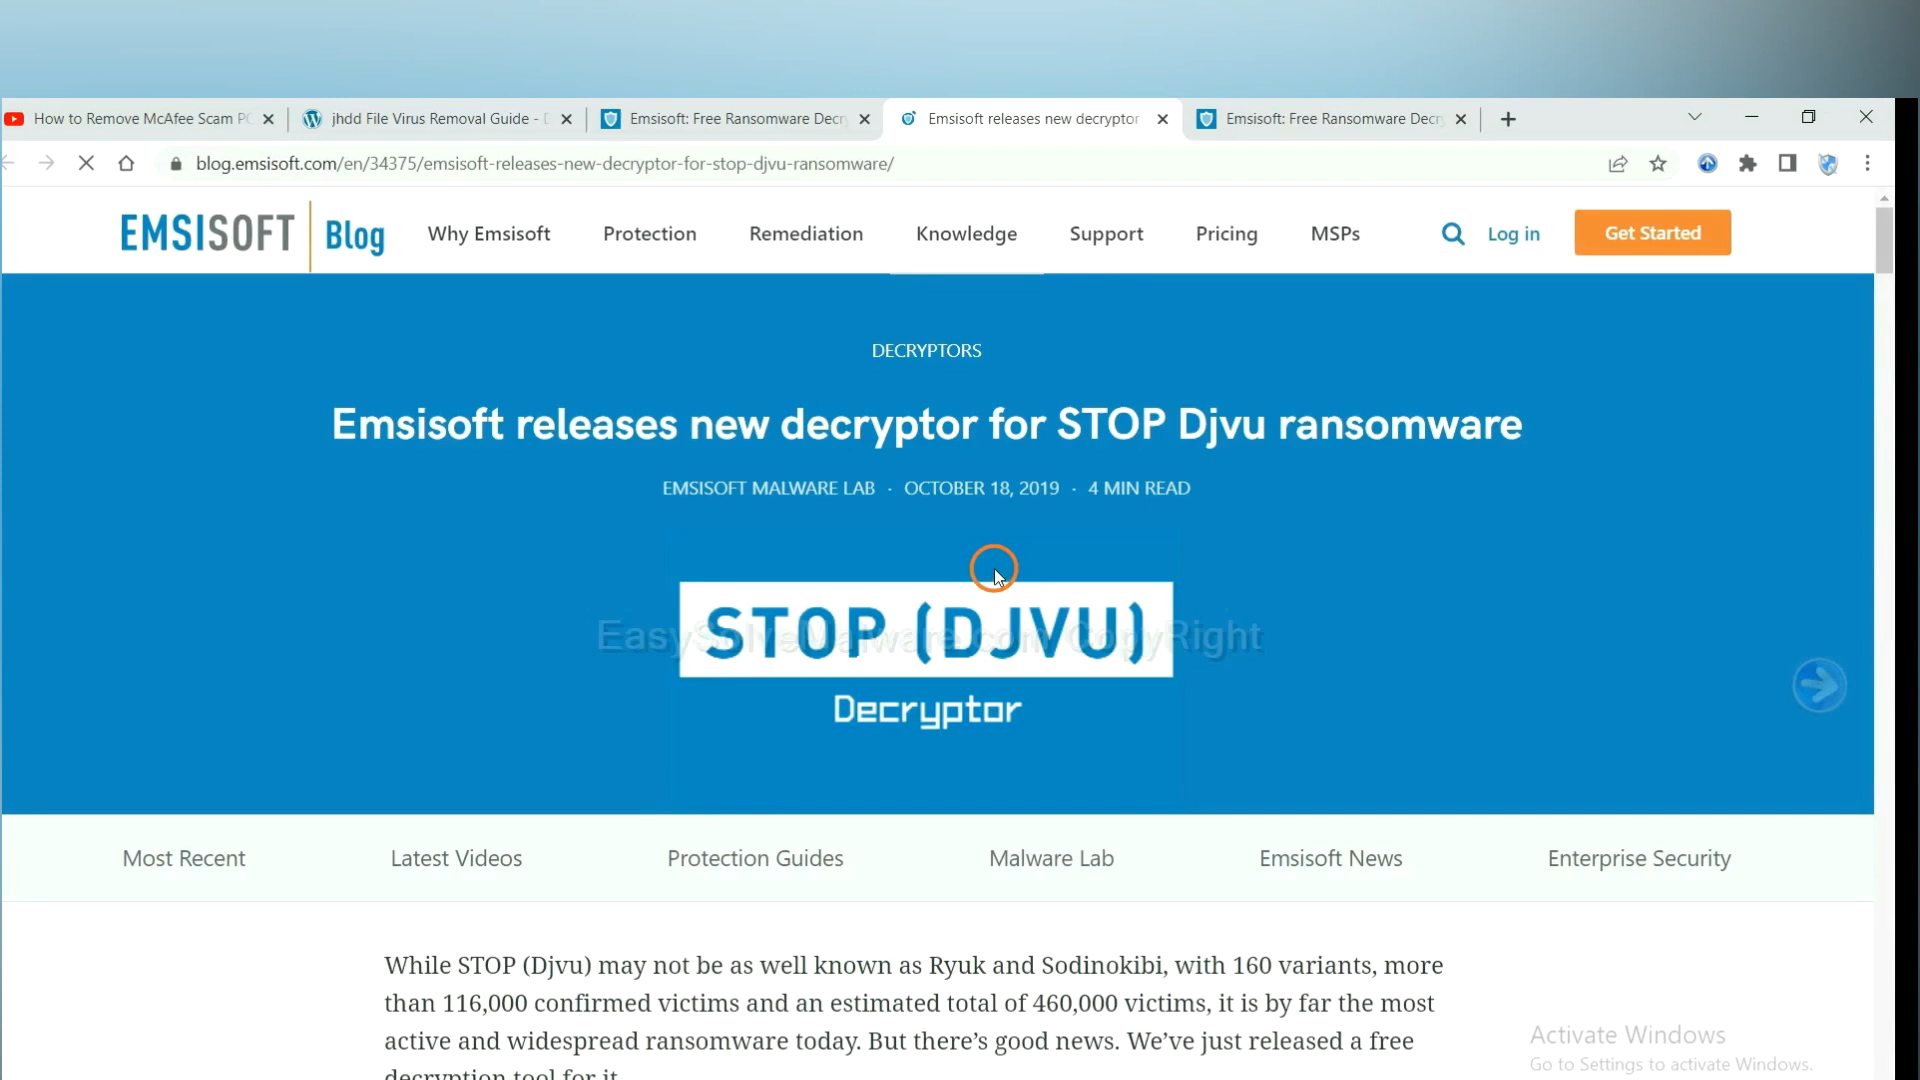 How to Remove McAfee Scam PC
jhdd File Virus Removal Guide - D
Emsisoft: Free Ransomware Decry
Emsisoft releases new decryptor
Emsisoft: Free Ransomware Decry
blog.emsisoft.com/en/34375/emsisoft-releases-new-decryptor-for-stop-djvu-ransomware/
EMSISOFT Blog
Why Emsisoft
Protection
Remediation
Knowledge
Support
Pricing
MSPs
Log in
Get Started
DECRYPTORS
Emsisoft releases new decryptor for STOP Djvu ransomware
EMSISOFT MALWARE LAB · OCTOBER 18, 2019 · 4 MIN READ
STOP (DJVU)
EasySolveMalware.com CopyRight
Decryptor
Most Recent
Latest Videos
Protection Guides
Malware Lab
Emsisoft News
Enterprise Security
While STOP (Djvu) may not be as well known as Ryuk and Sodinokibi, with 160 variants, more
than 116,000 confirmed victims and an estimated total of 460,000 victims, it is by far the most
active and widespread ransomware today. But there's good news. We've just released a free
decryption tool for it.
Activate Windows
Go to Settings to activate Windows.